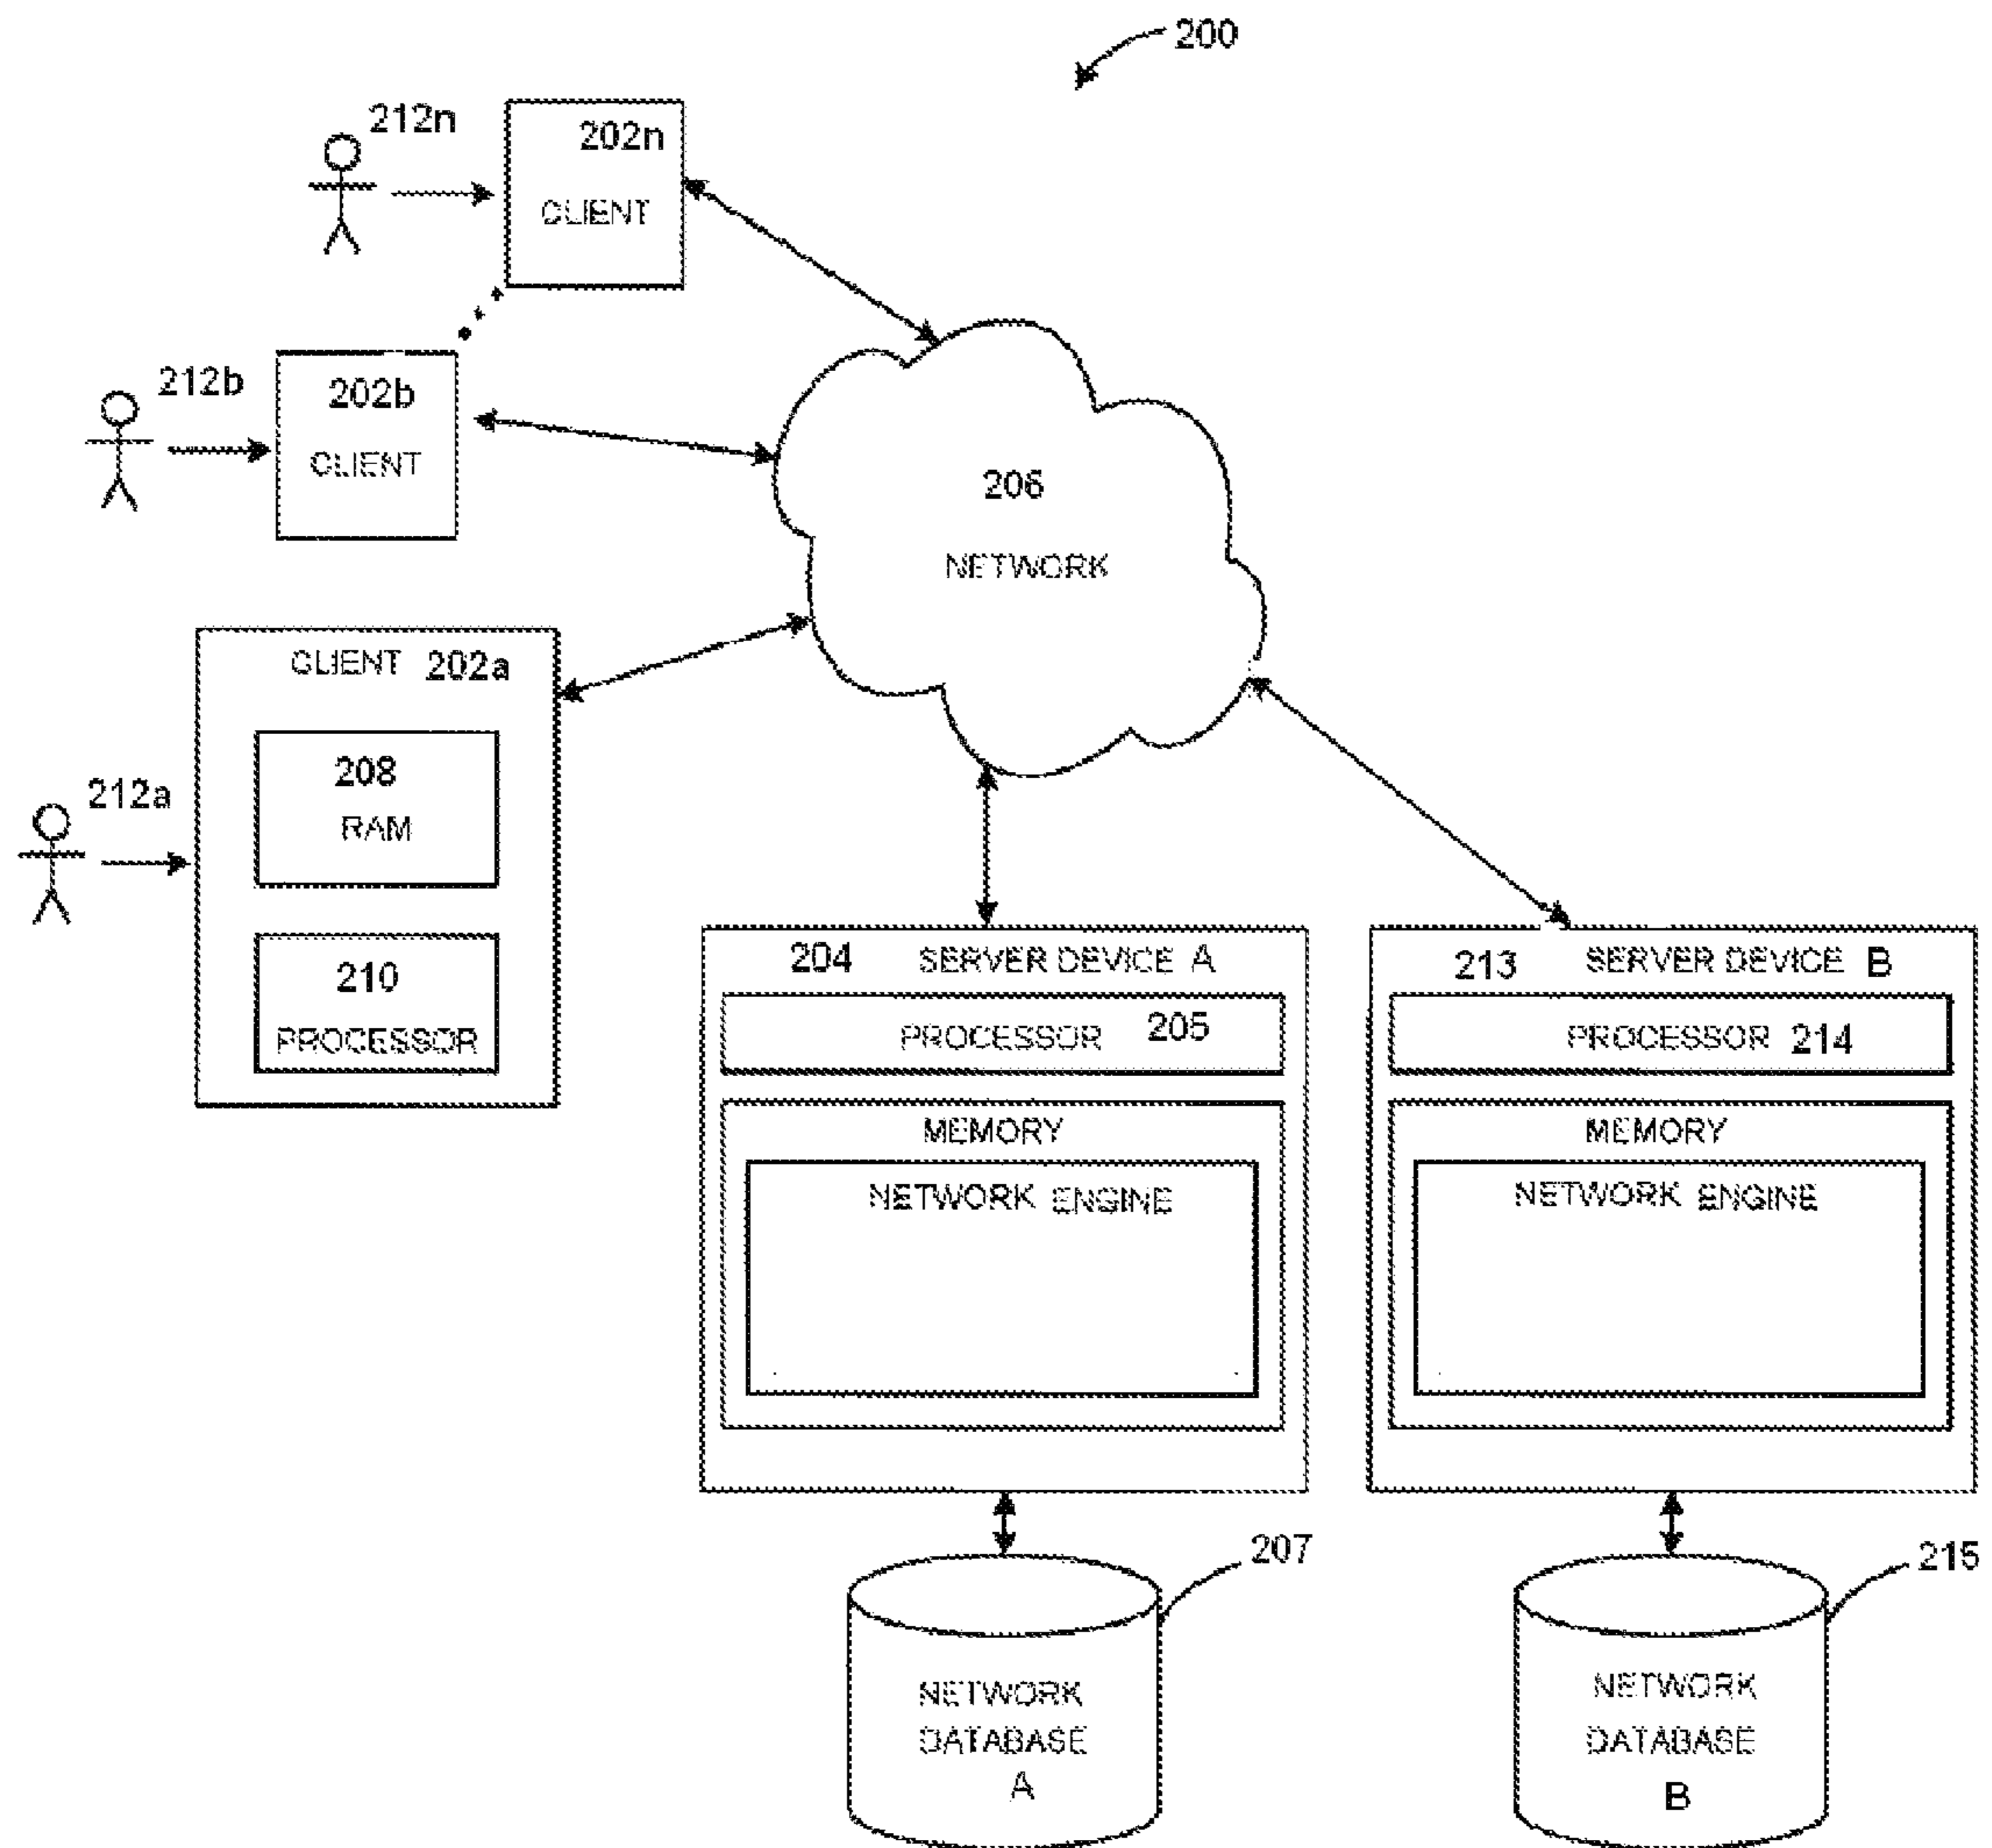 200
212n
202n
CLIENT
212b
202b
CLIENT
206
NETWORK
CLIENT 202a
208
RAM
212a
210
PROCESSOR
204 SERVER DEVICE A
PROCESSOR 205
MEMORY
NETWORK ENGINE
213 SERVER DEVICE B
PROCESSOR 214
MEMORY
NETWORK ENGINE
207
NETWORK
DATABASE
A
215
NETWORK
DATABASE
B